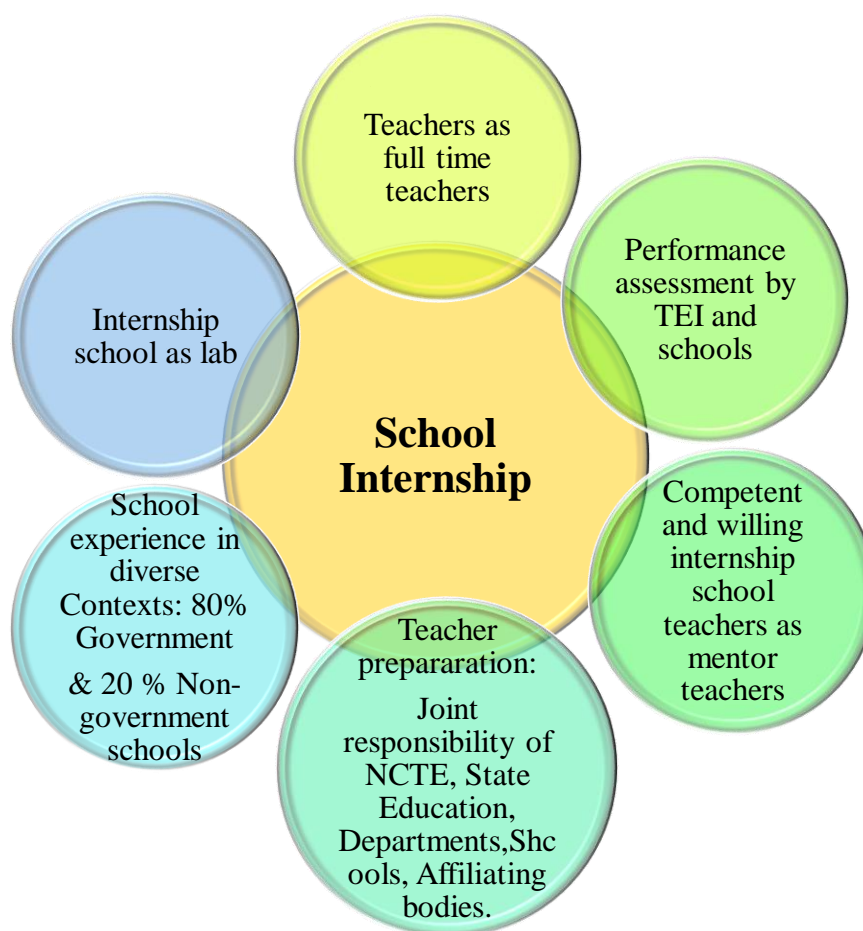 Teachers as
full time
teachers
Performance
assessment by
TEI and
schools
Internship
school as lab
School
Internship
Competent
and willing
internship
school
teachers as
mentor
teachers
School
experience in
diverse
Contexts: 80%
Government
& 20 % Non-
government
schools
Teacher
prepararation:
Joint
responsibility of
NCTE, State
Education,
Departments,Shc
ools, Affiliating
bodies.